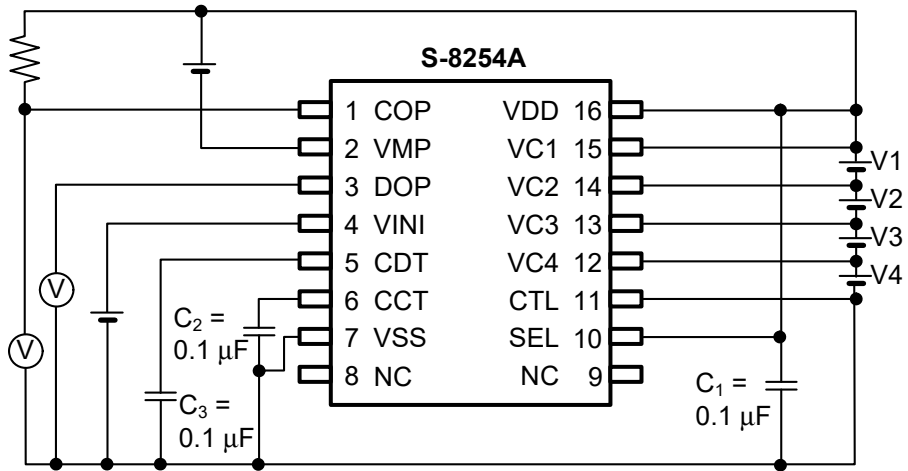 S-8254A
1 COP VDD 16
2 VMP VC1 15
3 DOP VC2 14
4 VINI VC3 13
5 CDT VC4 12
6 CCT CTL 11
7 VSS SEL 10
8 NC NC 9
V1
V2
V3
V4
V
V
C2 =
0.1 μF
C3 =
0.1 μF
C1 =
0.1 μF